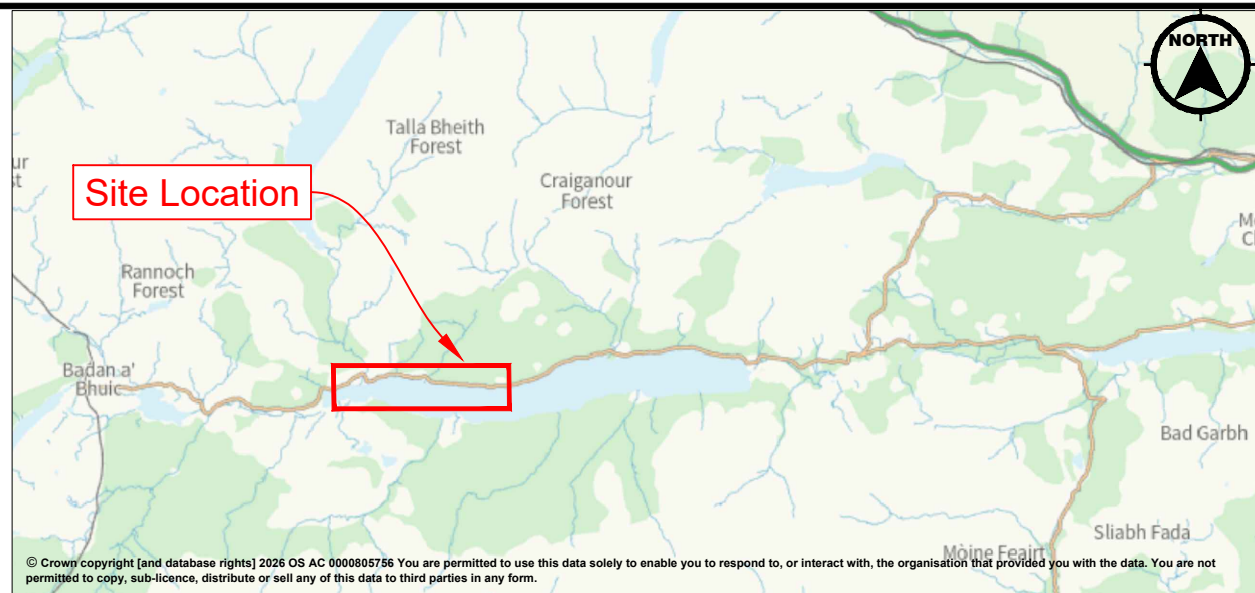 NORTH
Talla Bheith
Forest
Site Location
Craiganour
Forest
Rannoch
Forest
Badan a'
Bhuic
Bad Garbh
Sliabh Fada
Mòine Feairt
© Crown copyright [and database rights] 2026 OS AC 0000805756 You are permitted to use this data solely to enable you to respond to, or interact with, the organisation that provided you with the data. You are not
permitted to copy, sub-licence, distribute or sell any of this data to third parties in any form.